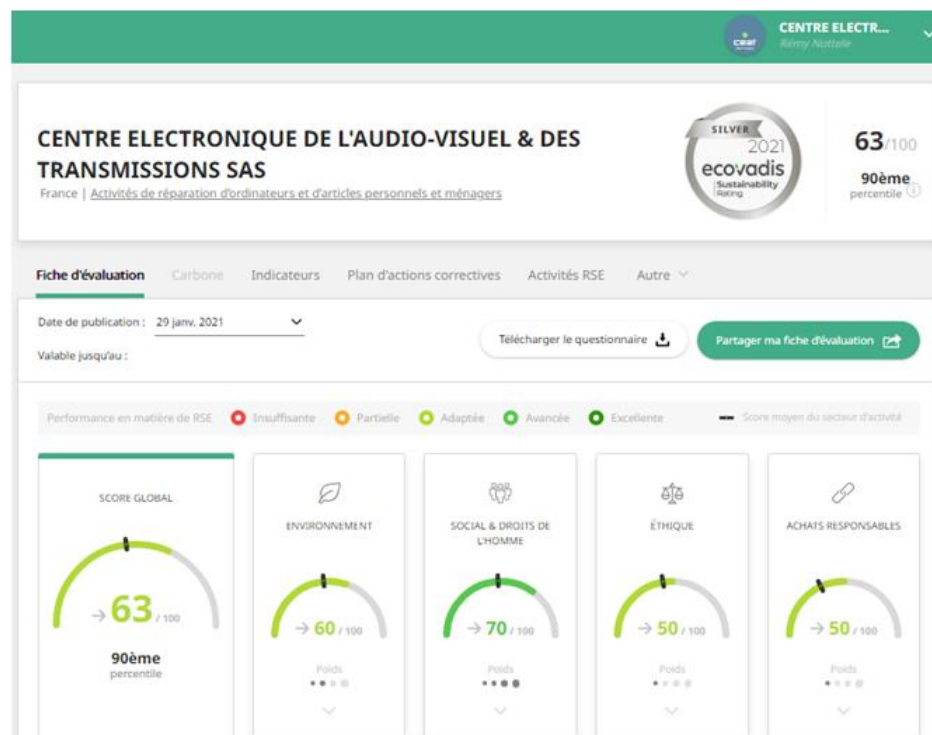 CENTRE ELECTR...
Rémy Nottele
ceat
CENTRE ELECTRONIQUE DE L'AUDIO-VISUEL & DES
TRANSMISSIONS SAS
France | Activités de réparation d'ordinateurs et d'articles personnels et ménagers
SILVER
2021
ecovadis
Sustainability
Rating
63/100
90ème
percentile
Fiche d'évaluation Carbone Indicateurs Plan d'actions correctives Activités RSE Autre
Date de publication : 29 janv. 2021
Valable jusqu'au :
Télécharger le questionnaire
Partager ma fiche d'évaluation
Performance en matière de RSE Insuffisante Partielle Adaptée Avancée Excellente Score moyen du secteur d'activité
SCORE GLOBAL
63 / 100
90ème
percentile
ENVIRONNEMENT
60 / 100
Poids
SOCIAL & DROITS DE
L'HOMME
70 / 100
Poids
ÉTHIQUE
50 / 100
Poids
ACHATS RESPONSABLES
50 / 100
Poids